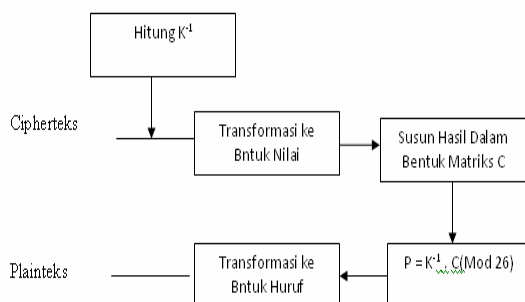 Hitung K⁻¹
Cipherteks
Transformasi ke
Bntuk Nilai
Susun Hasil Dalam
Bentuk Matriks C
Plainteks
Transformasi ke
Bntuk Huruf
P = K⁻¹ . C(Mod 26)